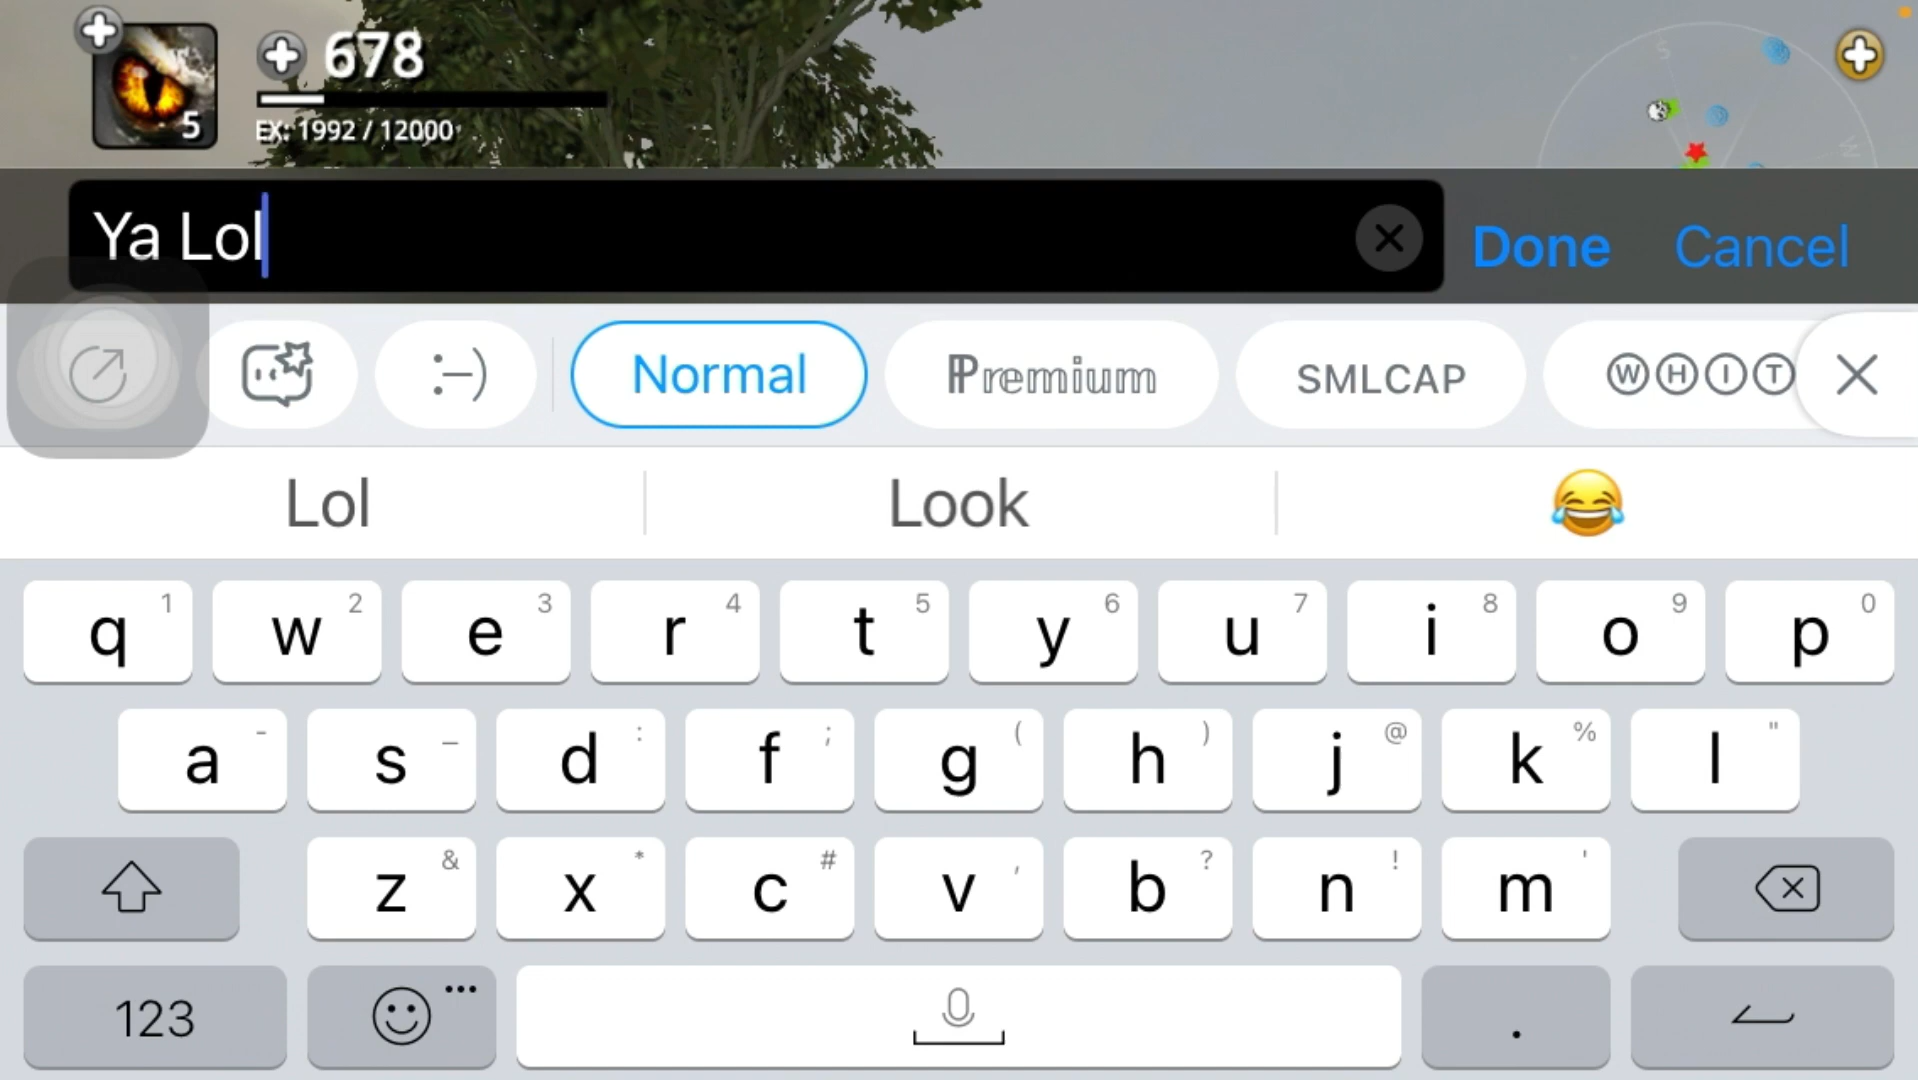 678
5
EX: 1992 / 12000
S
W
Ya Lol
Done
Cancel
:-)
Normal
ℙremium
SMLCAP
ⓌⒽⒾⓉ
Lol
Look
😂
q 1 w 2 e 3 r 4 t 5 y 6 u 7 i 8 o 9 p 0
a - s _ d : f ; g ( h ) j @ k % l "
z & x * c # v , b ? n ! m '
123
.